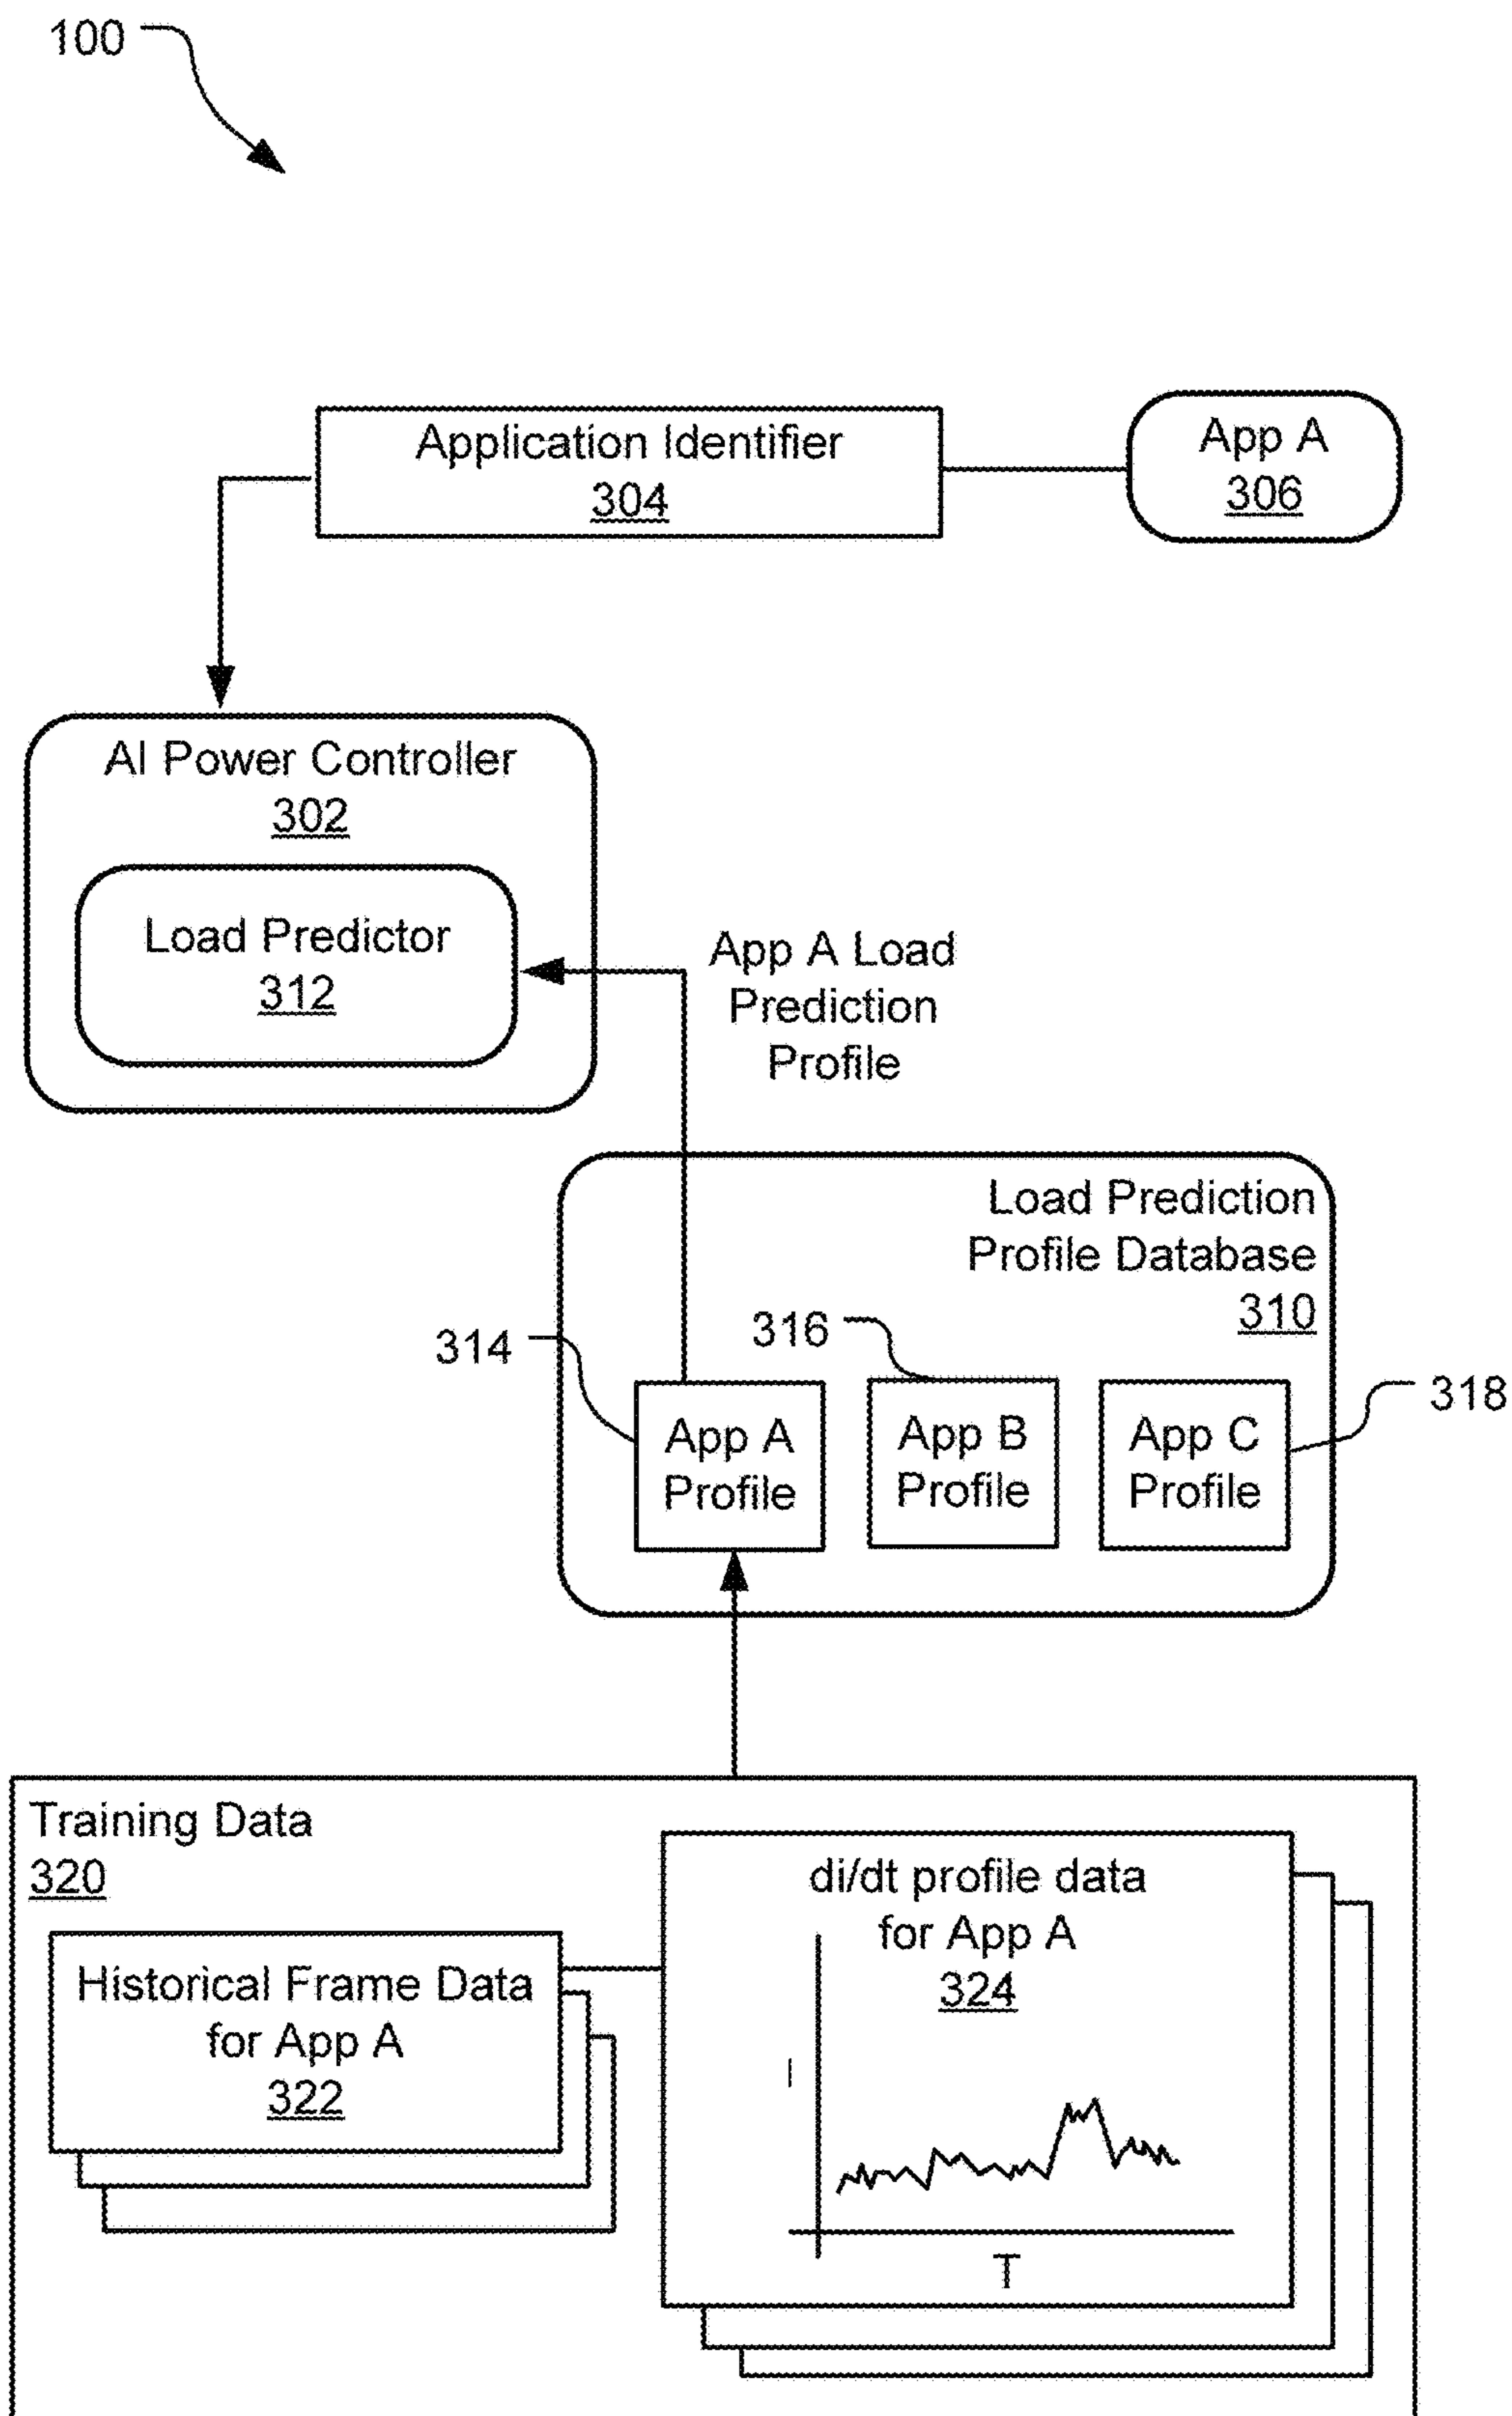 100
Application Identifier
304
App A
306
AI Power Controller
302
Load Predictor
312
App A Load
Prediction
Profile
Load Prediction
Profile Database
310
314
316
318
App A
Profile
App B
Profile
App C
Profile
Training Data
320
Historical Frame Data
for App A
322
di/dt profile data
for App A
324
I
T